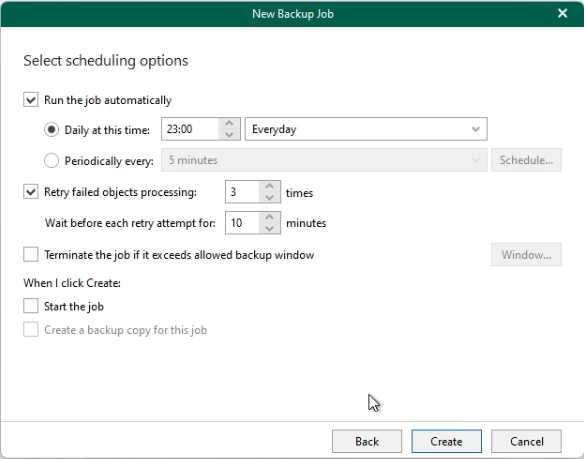 New Backup Job
Select scheduling options
Run the job automatically
Daily at this time: 23:00 Everyday
Periodically every: 5 minutes Schedule...
Retry failed objects processing: 3 times
Wait before each retry attempt for: 10 minutes
Terminate the job if it exceeds allowed backup window Window...
When I click Create:
Start the job
Create a backup copy for this job
Back Create Cancel